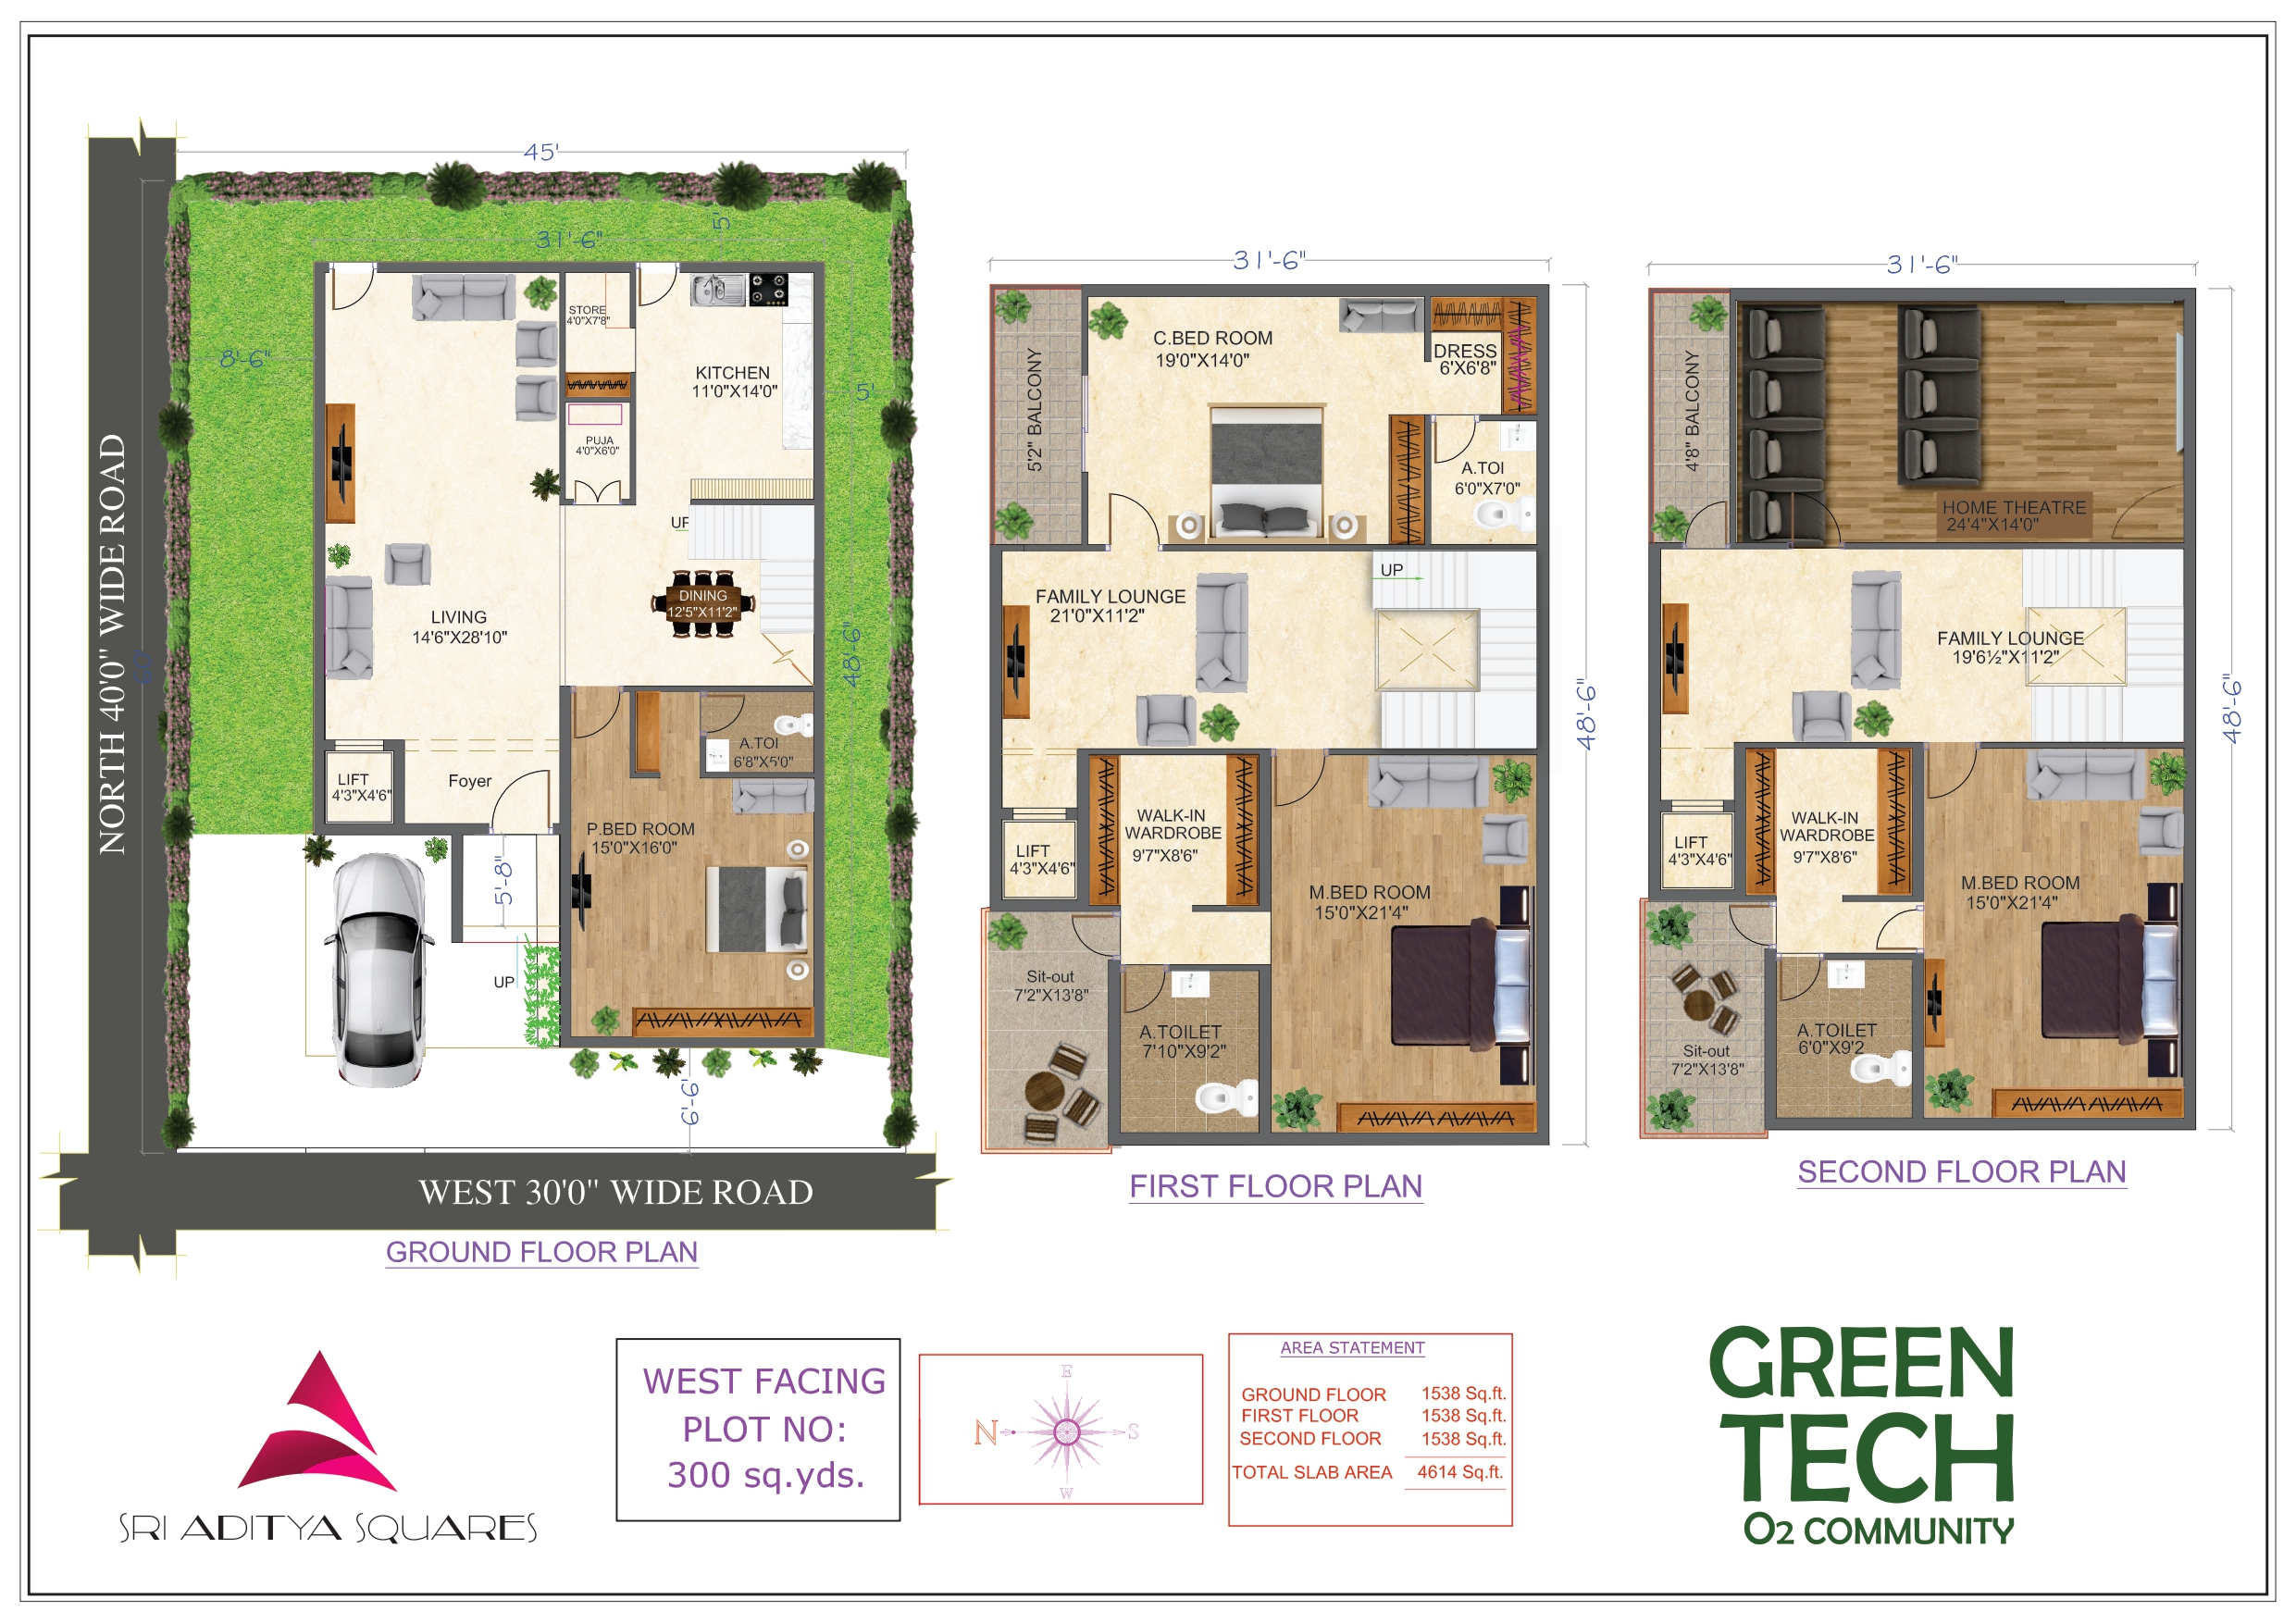 45'
5'
31'-6"
8'-6"
5'
STORE
4'0"X7'8"
KITCHEN
11'0"X14'0"
PUJA
4'0"X6'0"
UP
DINING
12'5"X11'2"
LIVING
14'6"X28'10"
48'-6"
60'
NORTH 40'0" WIDE ROAD
LIFT
4'3"X4'6"
Foyer
A.TOI
6'8"X5'0"
P.BED ROOM
15'0"X16'0"
5'-8"
UP
6'-6"
WEST 30'0" WIDE ROAD
GROUND FLOOR PLAN
31'-6"
5'2" BALCONY
C.BED ROOM
19'0"X14'0"
DRESS
6'X6'8"
A.TOI
6'0"X7'0"
UP
FAMILY LOUNGE
21'0"X11'2"
48'-6"
WALK-IN
WARDROBE
9'7"X8'6"
LIFT
4'3"X4'6"
M.BED ROOM
15'0"X21'4"
Sit-out
7'2"X13'8"
A.TOILET
7'10"X9'2"
FIRST FLOOR PLAN
31'-6"
4'8" BALCONY
HOME THEATRE
24'4"X14'0"
FAMILY LOUNGE
19'6½"X11'2"
48'-6"
WALK-IN
WARDROBE
9'7"X8'6"
LIFT
4'3"X4'6"
M.BED ROOM
15'0"X21'4"
A.TOILET
6'0"X9'2
Sit-out
7'2"X13'8"
SECOND FLOOR PLAN
SRI ADITYA SQUARES
WEST FACING
PLOT NO:
300 sq.yds.
E
N
S
W
AREA STATEMENT
GROUND FLOOR 1538 Sq.ft.
FIRST FLOOR 1538 Sq.ft.
SECOND FLOOR 1538 Sq.ft.
TOTAL SLAB AREA 4614 Sq.ft.
GREEN
TECH
O2 COMMUNITY